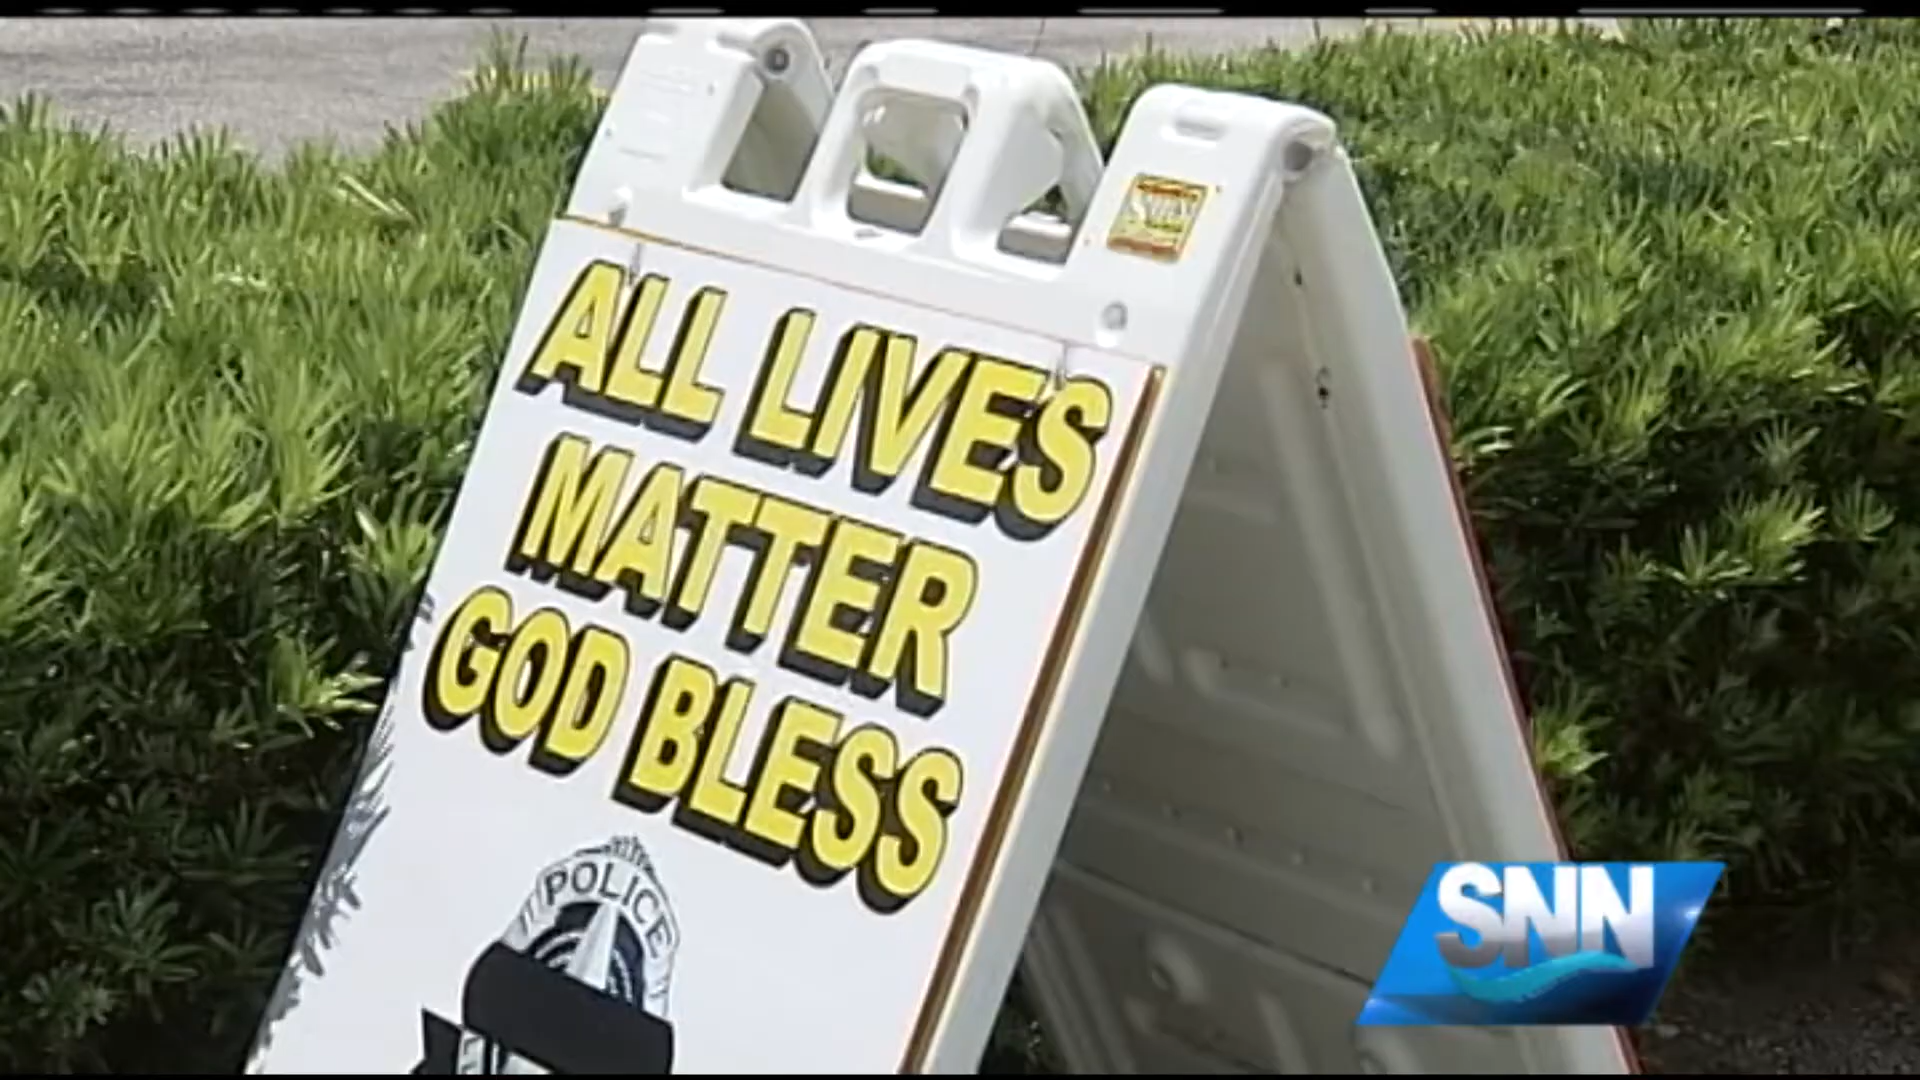 ALL LIVES
MATTER
GOD BLESS
POLICE
SNN